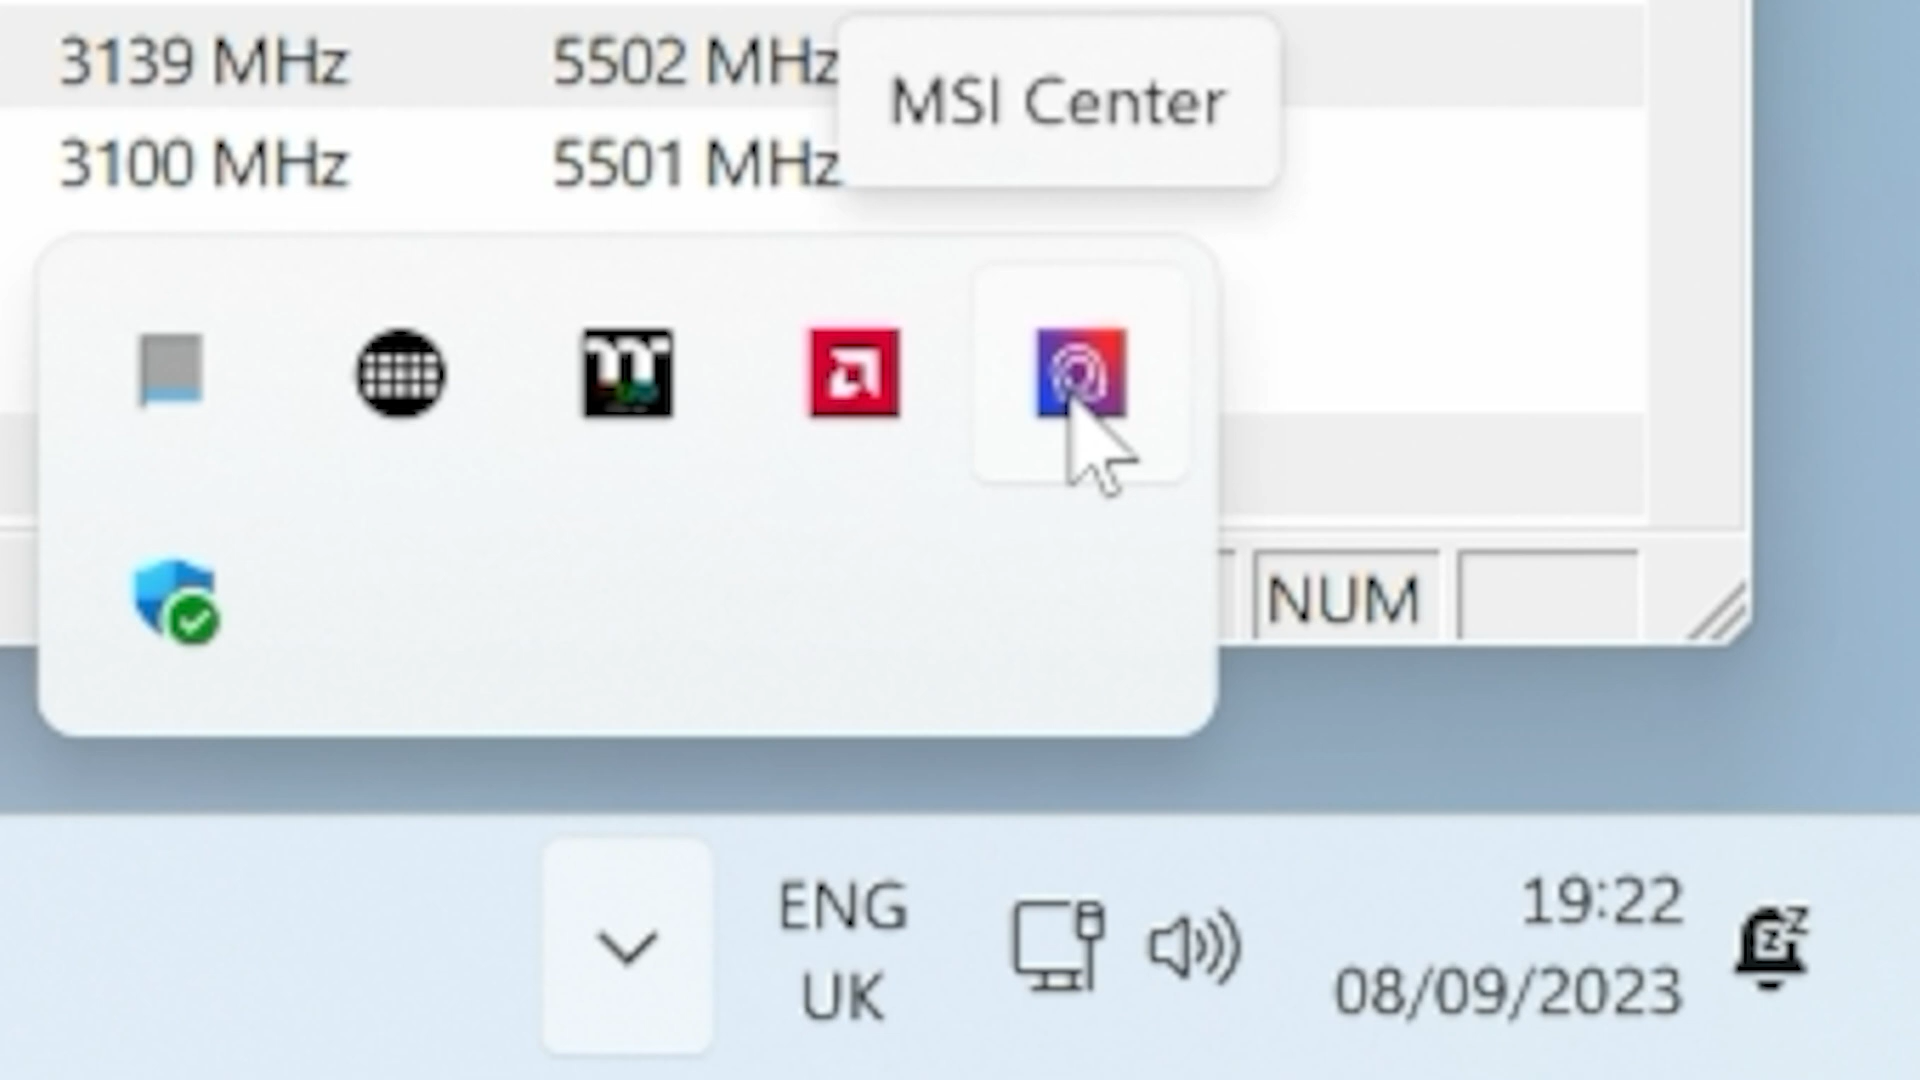 3139 MHz 5502 MHz
MSI Center
3100 MHz 5501 MHz
NUM
ENG
UK
19:22
08/09/2023